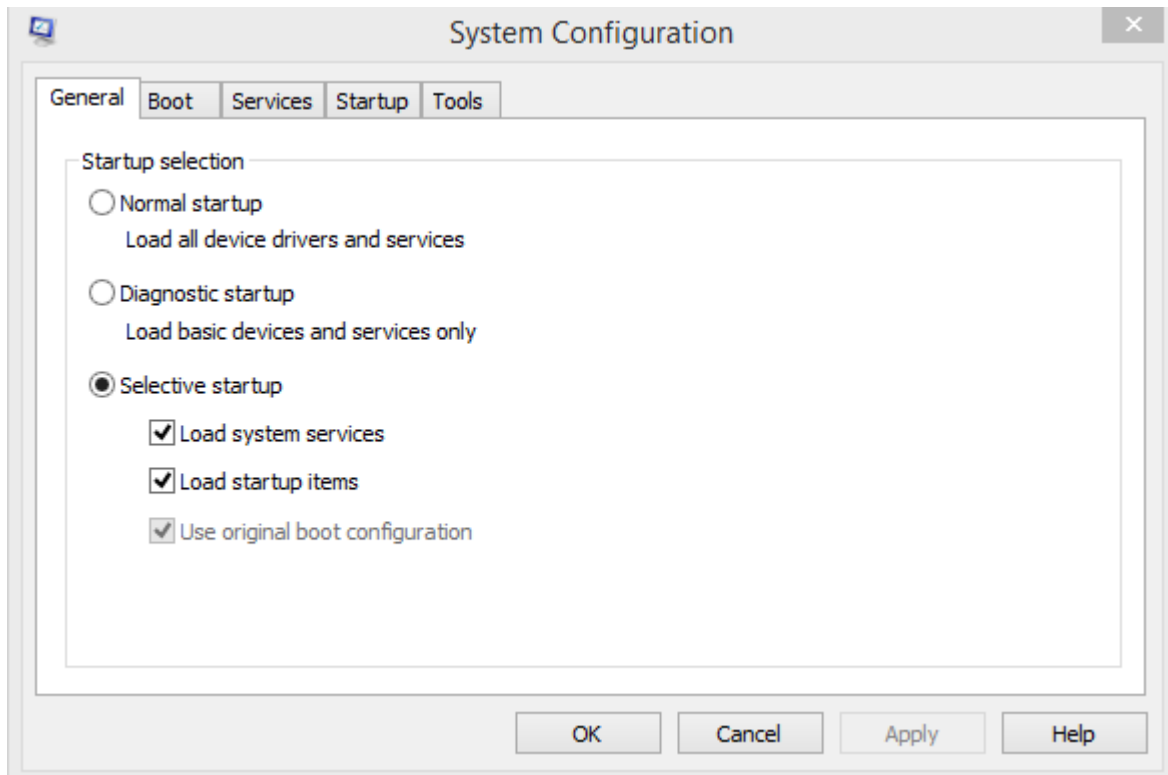 System Configuration
General Boot Services Startup Tools
Startup selection
Normal startup
Load all device drivers and services
Diagnostic startup
Load basic devices and services only
Selective startup
Load system services
Load startup items
Use original boot configuration
OK Cancel Apply Help